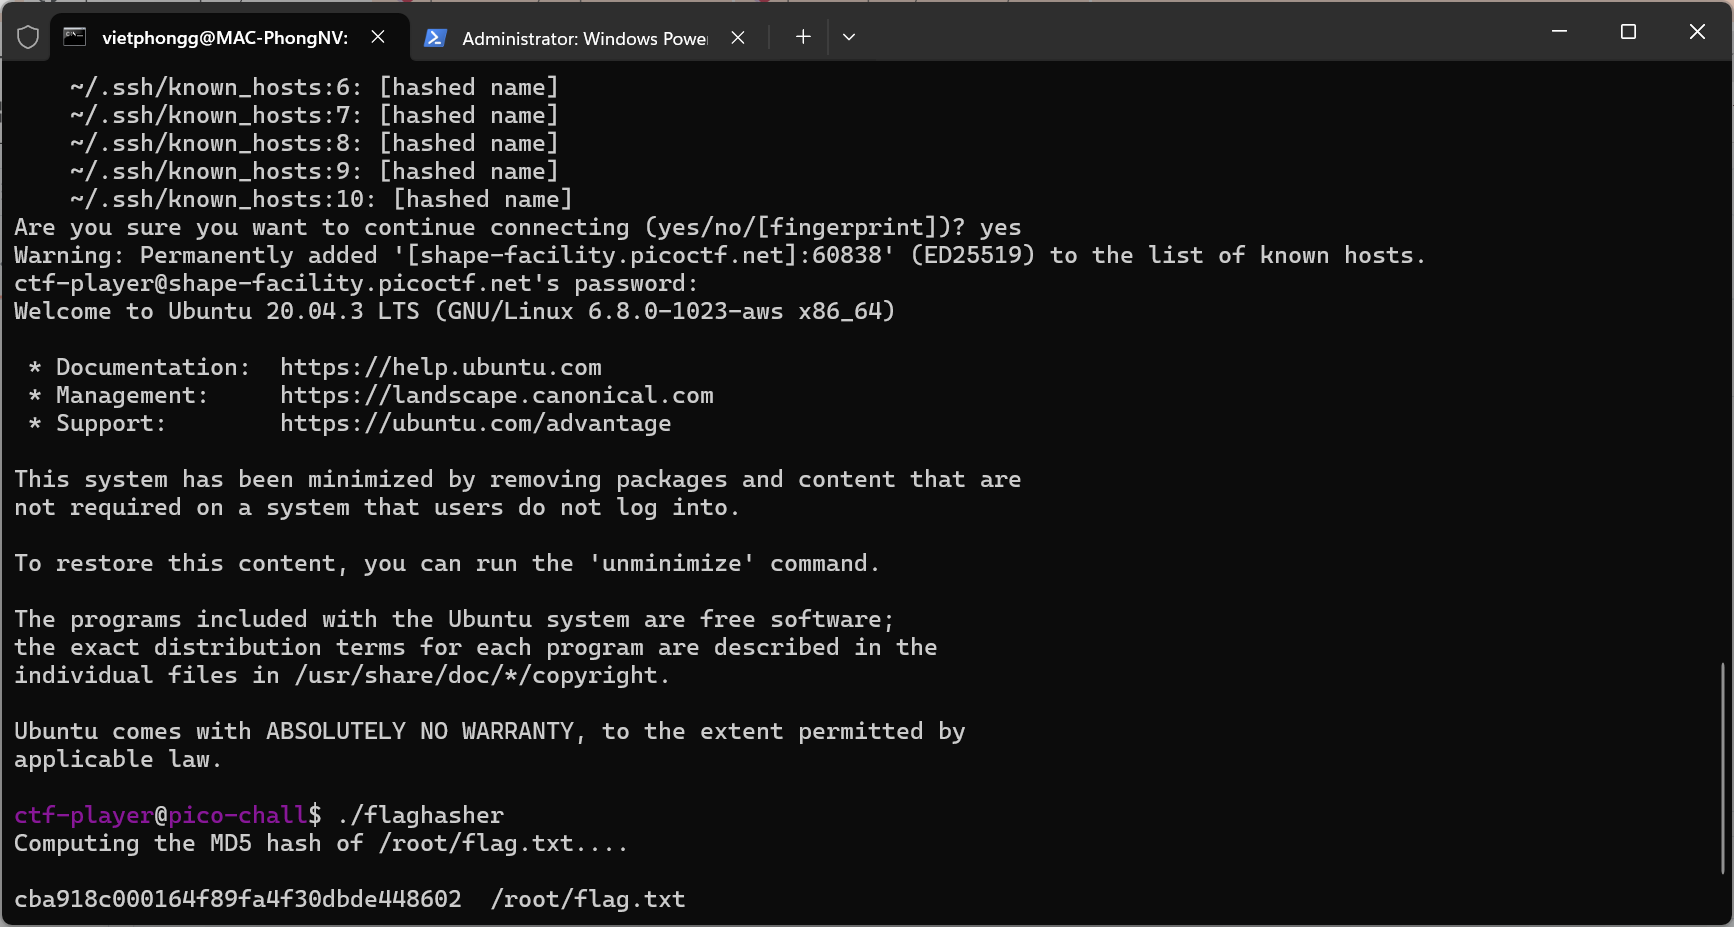 vietphongg@MAC-PhongNV:
Administrator: Windows Powe
~/.ssh/known_hosts:6: [hashed name]
~/.ssh/known_hosts:7: [hashed name]
~/.ssh/known_hosts:8: [hashed name]
~/.ssh/known_hosts:9: [hashed name]
~/.ssh/known_hosts:10: [hashed name]
Are you sure you want to continue connecting (yes/no/[fingerprint])? yes
Warning: Permanently added '[shape-facility.picoctf.net]:60838' (ED25519) to the list of known hosts.
ctf-player@shape-facility.picoctf.net's password:
Welcome to Ubuntu 20.04.3 LTS (GNU/Linux 6.8.0-1023-aws x86_64)
* Documentation:  https://help.ubuntu.com
* Management:     https://landscape.canonical.com
* Support:        https://ubuntu.com/advantage
This system has been minimized by removing packages and content that are
not required on a system that users do not log into.
To restore this content, you can run the 'unminimize' command.
The programs included with the Ubuntu system are free software;
the exact distribution terms for each program are described in the
individual files in /usr/share/doc/*/copyright.
Ubuntu comes with ABSOLUTELY NO WARRANTY, to the extent permitted by
applicable law.
ctf-player@pico-chall$ ./flaghasher
Computing the MD5 hash of /root/flag.txt....
cba918c000164f89fa4f30dbde448602  /root/flag.txt